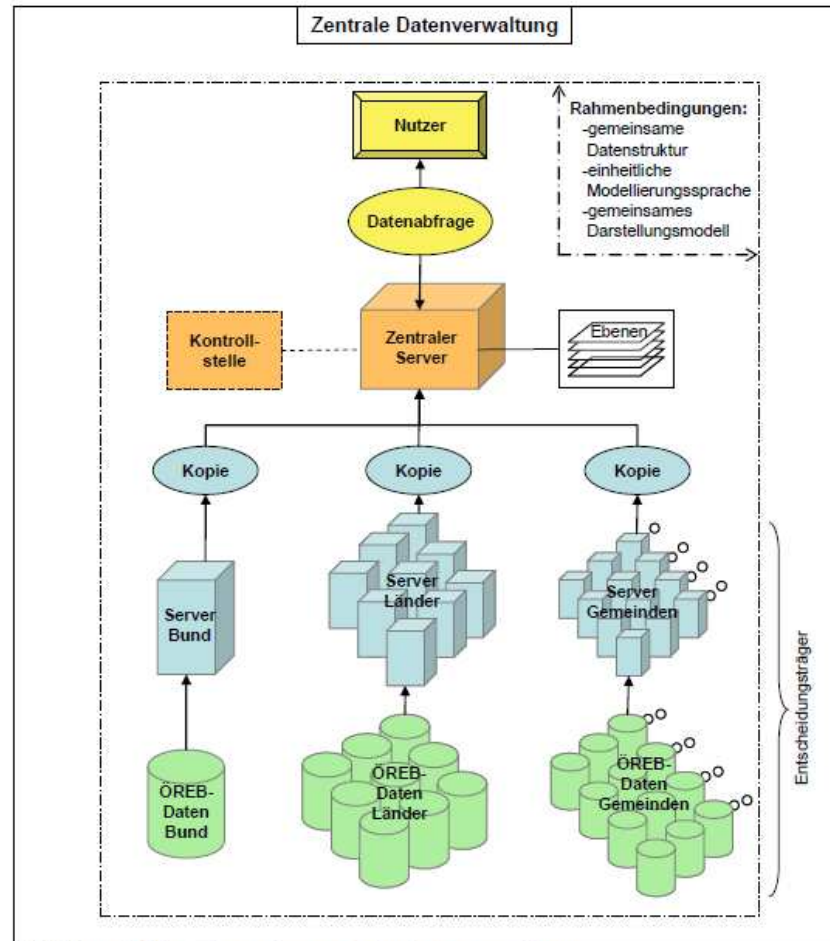 Zentrale Datenverwaltung
Nutzer
Rahmenbedingungen:
-gemeinsame
Datenstruktur
-einheitliche
Modellierungssprache
-gemeinsames
Darstellungsmodell
Datenabfrage
Kontroll-
stelle
Zentraler
Server
Ebenen
Kopie
Kopie
Kopie
Server
Bund
Server
Länder
Server
Gemeinden
ÖREB-
Daten
Bund
ÖREB-
Daten
Länder
ÖREB-
Daten
Gemeinden
Entscheidungsträger